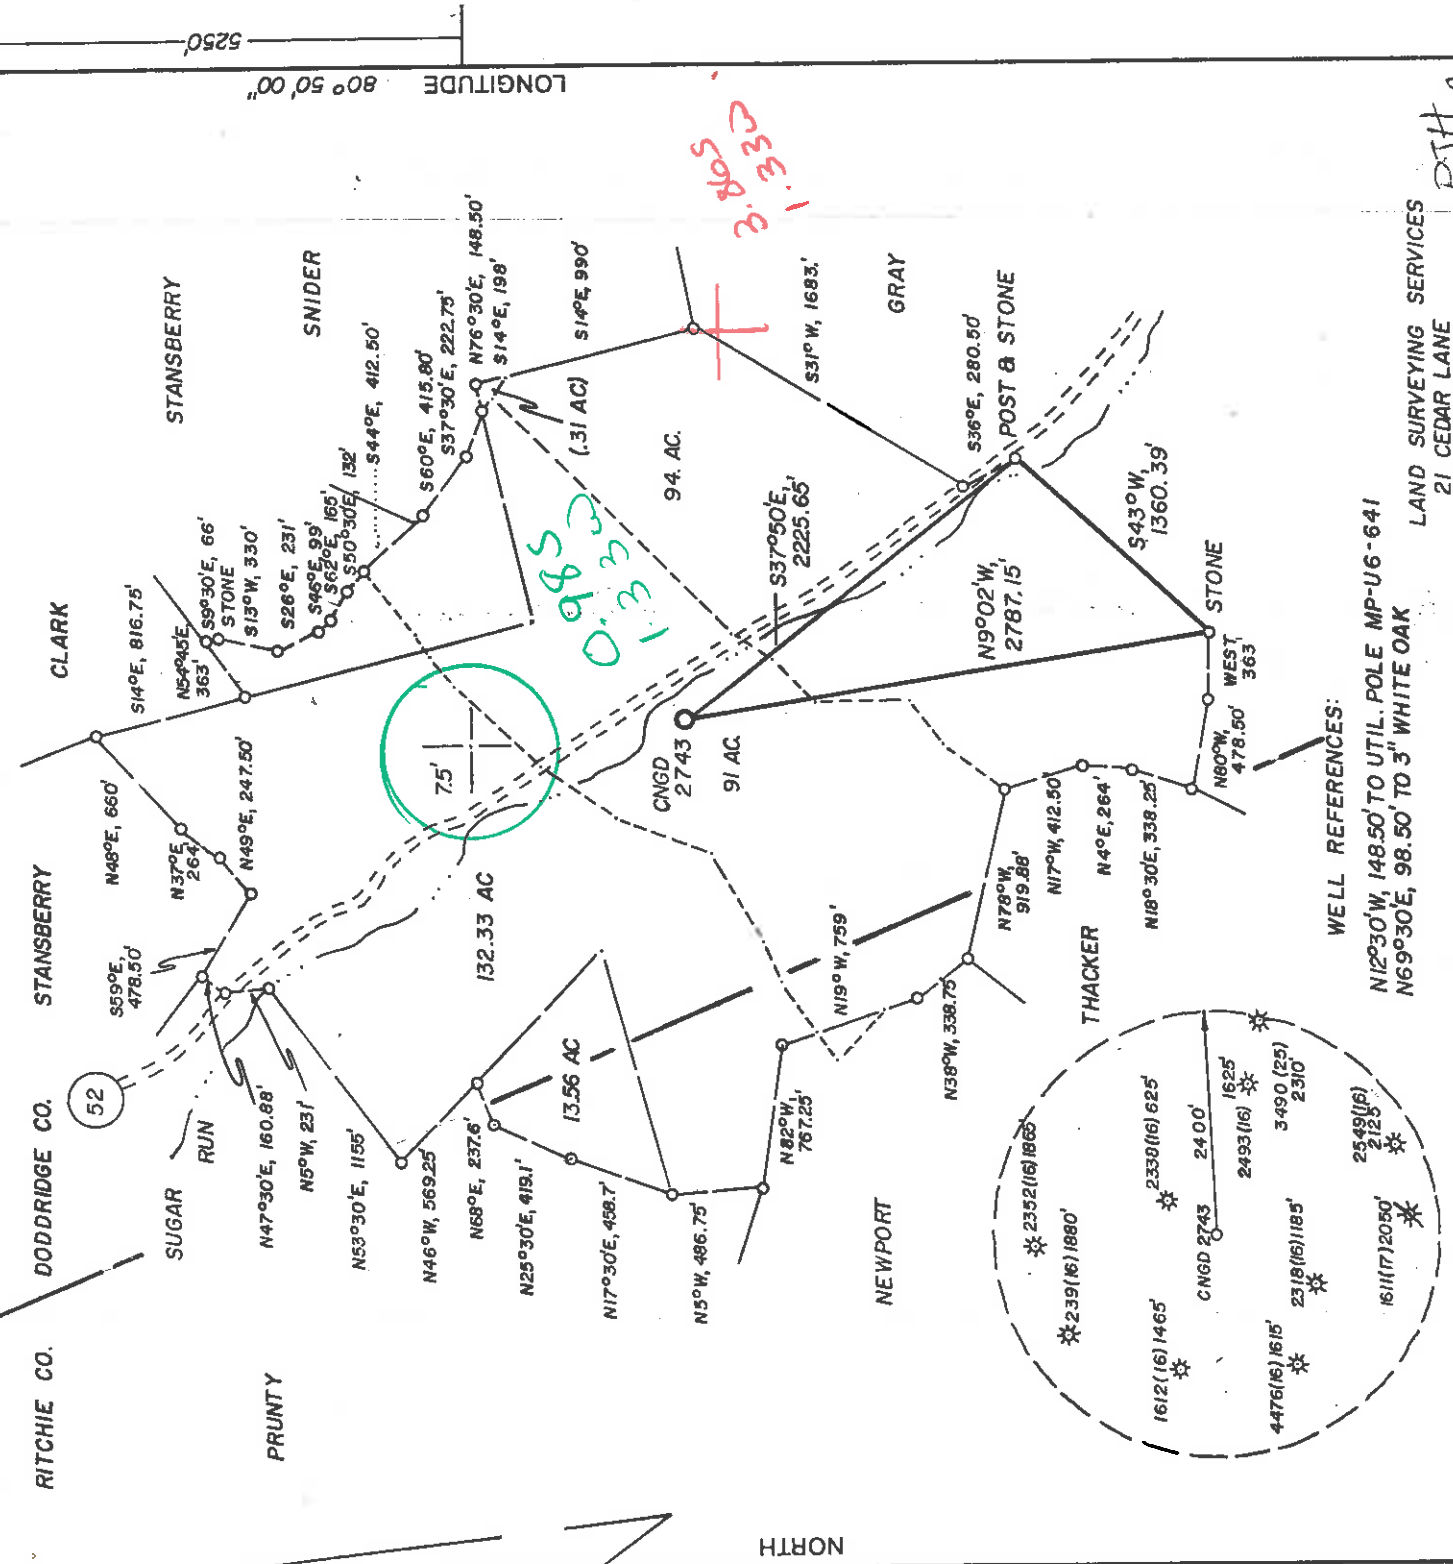 5250'
LONGITUDE 80° 50' 00"
RITCHIE CO.
DODDRIDGE CO.
STANSBERRY
CLARK
STANSBERRY
SNIDER
52
SUGAR
RUN
PRUNTY
S59°E,
478.50'
N48°E, 660'
N37°E
264'
N49°E, 247.50'
S14°E, 816.75'
N54°45'E
363'
S9°30'E, 66'
STONE
S13°W, 330'
S26°E, 231'
S46°E, 99'
S62°E, 165'
S50°30'E, 132'
S44°E, 412.50'
S60°E, 415.80'
S37°30'E, 222.75'
N76°30'E, 148.50'
S14°E, 198'
S14°E, 990'
(.31 AC)
94. AC.
3.86S
1.33W
0.98S
1.33W
7.5'
N47°30'E, 160.88'
N5°W, 231'
N53°30'E, 1155'
N46°W, 569.25'
N68°E, 237.6'
N25°30'E, 419.1'
N17°30'E, 458.7'
N5°W, 486.75'
13.56 AC
132.33 AC
CNGD
2743
91 AC.
S37°50'E,
2225.65'
S31°W, 1683.'
GRAY
S36°E, 280.50'
POST & STONE
N9°02'W,
2787.15'
S43°W,
1360.39'
STONE
WEST
363'
N80°W,
478.50'
N82°W,
767.25'
N19°W, 759'
N38°W, 338.75'
N78°W,
919.88'
N17°W, 412.50'
N4°E, 264'
N18°30'E, 338.25'
NEWPORT
THACKER
2352(16)1865'
239(16)1880'
2338(16)625'
1612(16)1465'
CNGD 2743
2400'
1625'
2493(16)
3490 (25)
2310'
2318(16)1185'
4476(16)1615'
2549(16)
2125'
1611(17)2050'
WELL REFERENCES:
N12°30'W, 148.50' TO UTIL. POLE MP-U6-641
N69°30'E, 98.50' TO 3" WHITE OAK
LAND SURVEYING SERVICES
21 CEDAR LANE
DTH
NORTH